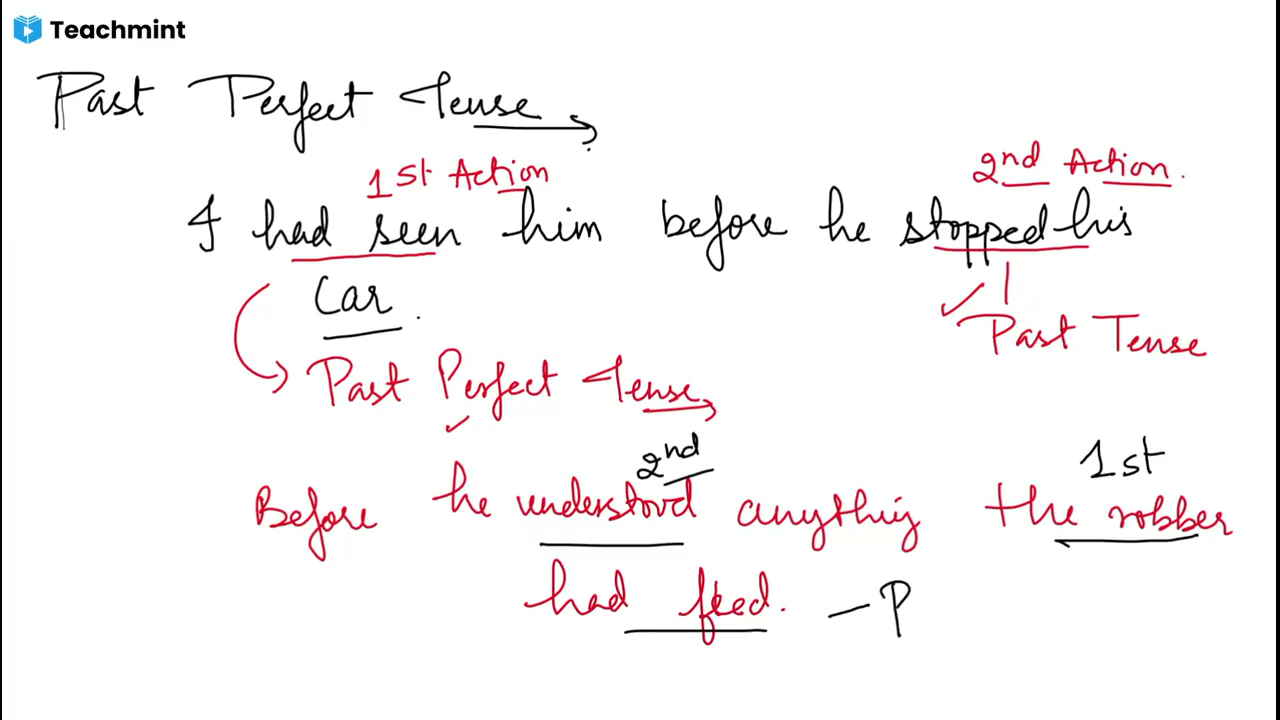 Teachmint
Past Perfect Tense
1st Action
2nd Action.
I had seen him before he stopped his
Car.
Past Tense
Past Perfect Tense
2nd
1st
Before he understood anything the robber
had fled. - P